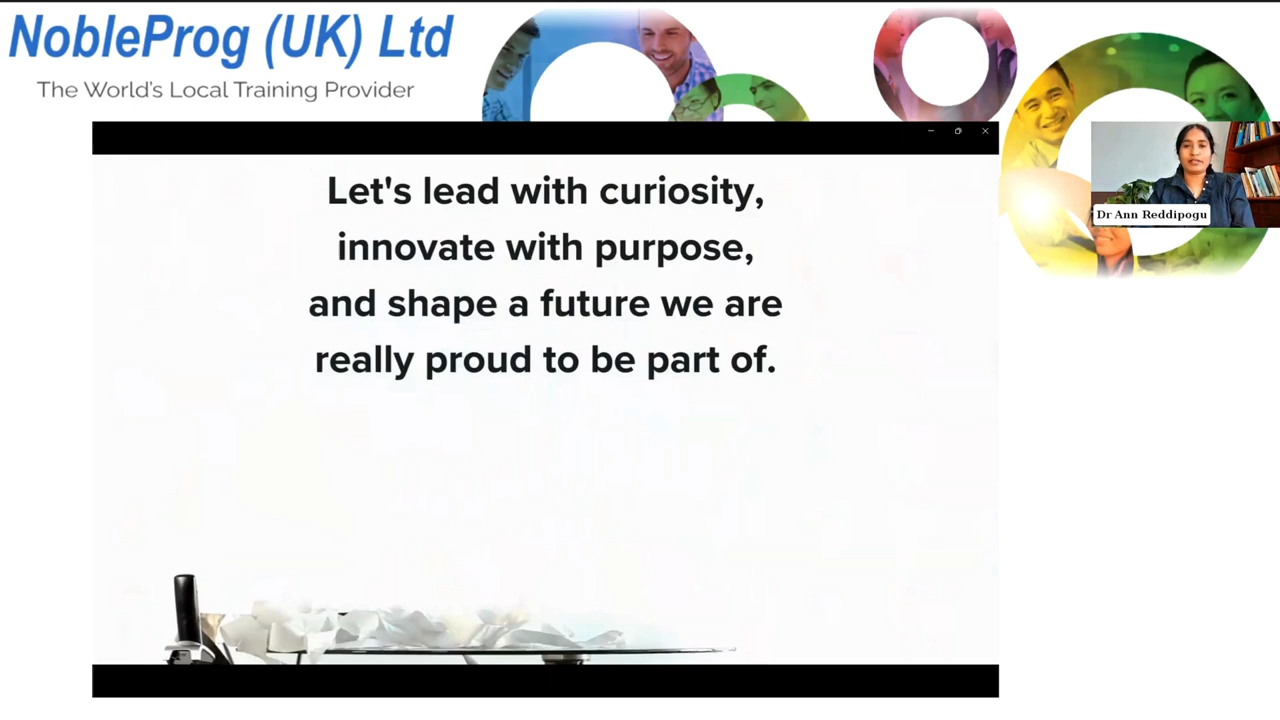 NobleProg (UK) Ltd
The World's Local Training Provider
Let's lead with curiosity,
innovate with purpose,
and shape a future we are
really proud to be part of.
Dr Ann Reddipogu